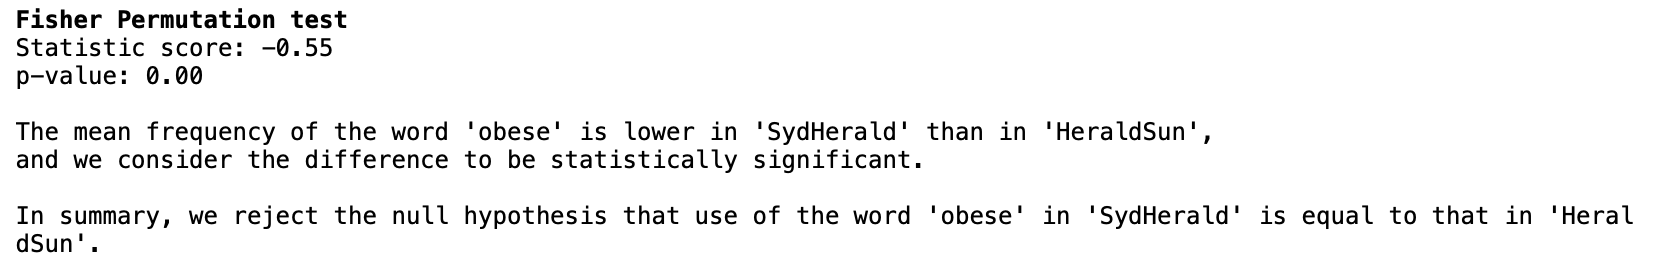 Fisher Permutation test
Statistic score: -0.55
p-value: 0.00
The mean frequency of the word 'obese' is lower in 'SydHerald' than in 'HeraldSun',
and we consider the difference to be statistically significant.
In summary, we reject the null hypothesis that use of the word 'obese' in 'SydHerald' is equal to that in 'Heral
dSun'.